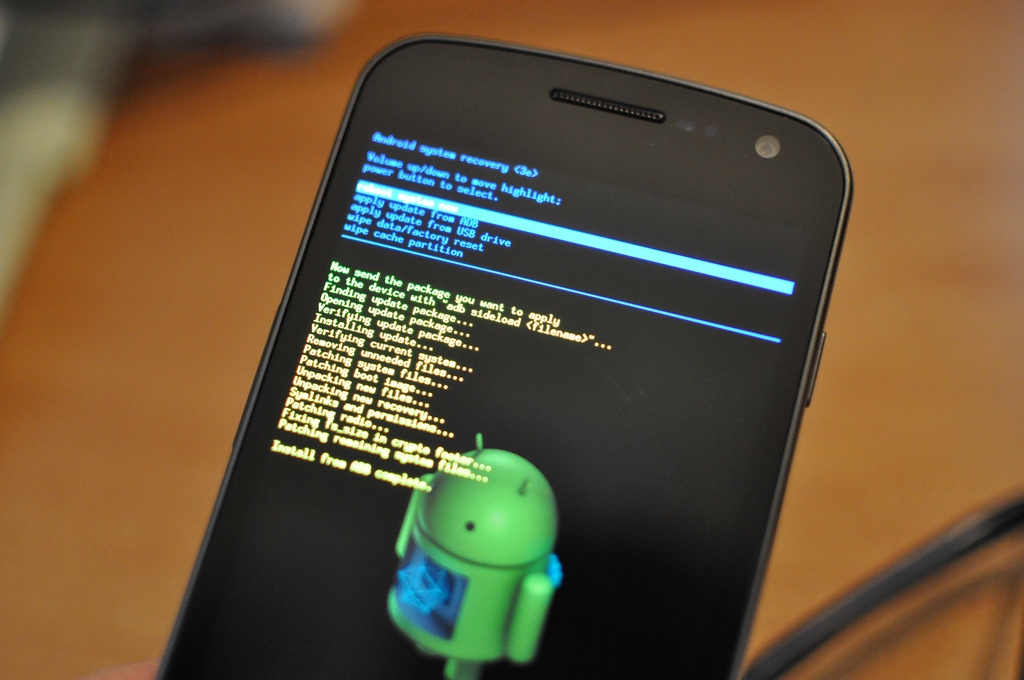 Android system recovery <3e>
Volume up/down to move highlight;
power button to select.
reboot system now
apply update from ADB
apply update from USB drive
wipe data/factory reset
wipe cache partition
Now send the package you want to apply
to the device with "adb sideload <filename>"...
Finding update package...
Opening update package...
Verifying update package...
Installing update...
Verifying current system...
Removing unneeded files...
Patching system files...
Patching boot image...
Unpacking new files...
Unpacking new recovery...
Symlinks and permissions...
Patching radio...
Fixing fs_size in crypto footer...
Patching remaining system files...
Install from ADB complete.